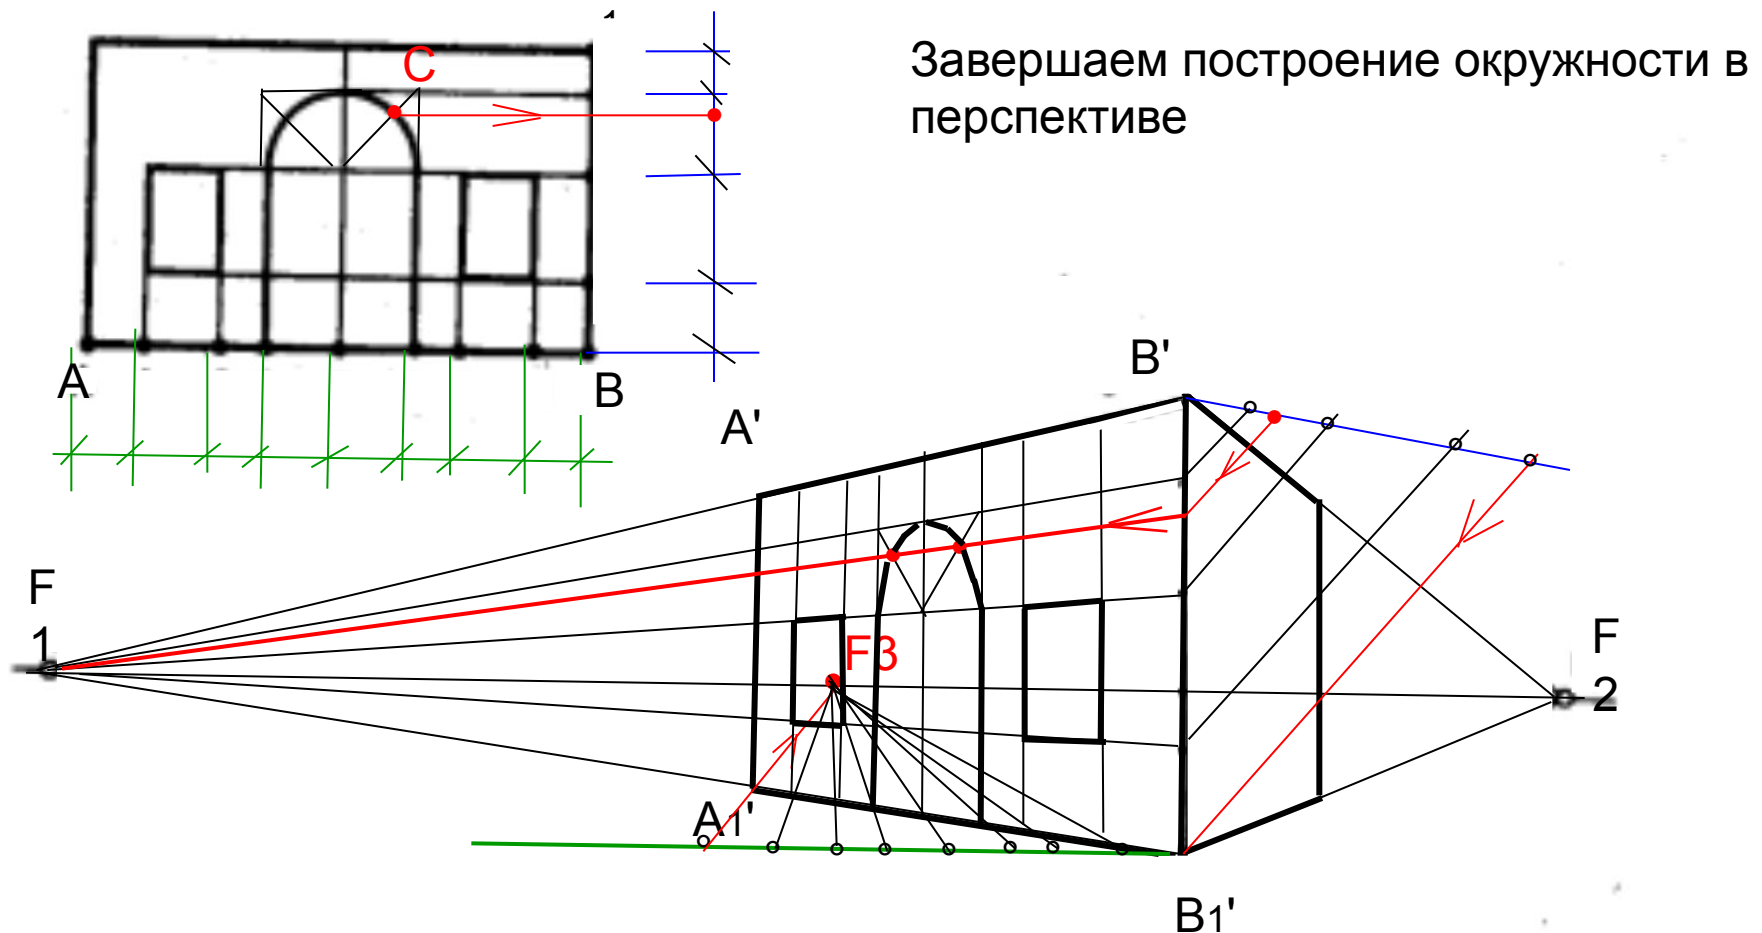 C
Завершаем построение окружности в
перспективе
A
B
A'
B'
F
1
F3
F
2
A1'
B1'